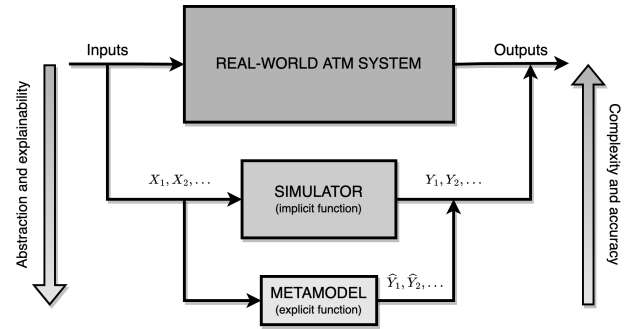 Inputs
REAL-WORLD ATM SYSTEM
Outputs
Abstraction and explainability
Complexity and accuracy
X₁, X₂, ...
SIMULATOR
(implicit function)
Y₁, Y₂, ...
METAMODEL
(explicit function)
Ŷ₁, Ŷ₂, ...